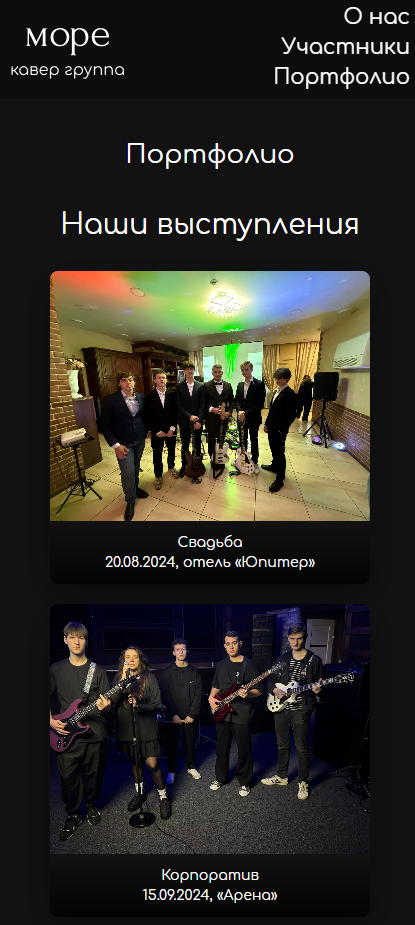 море
кавер группа
О нас
Участники
Портфолио
Портфолио
Наши выступления
Свадьба
20.08.2024, отель «Юпитер»
Корпоратив
15.09.2024, «Арена»